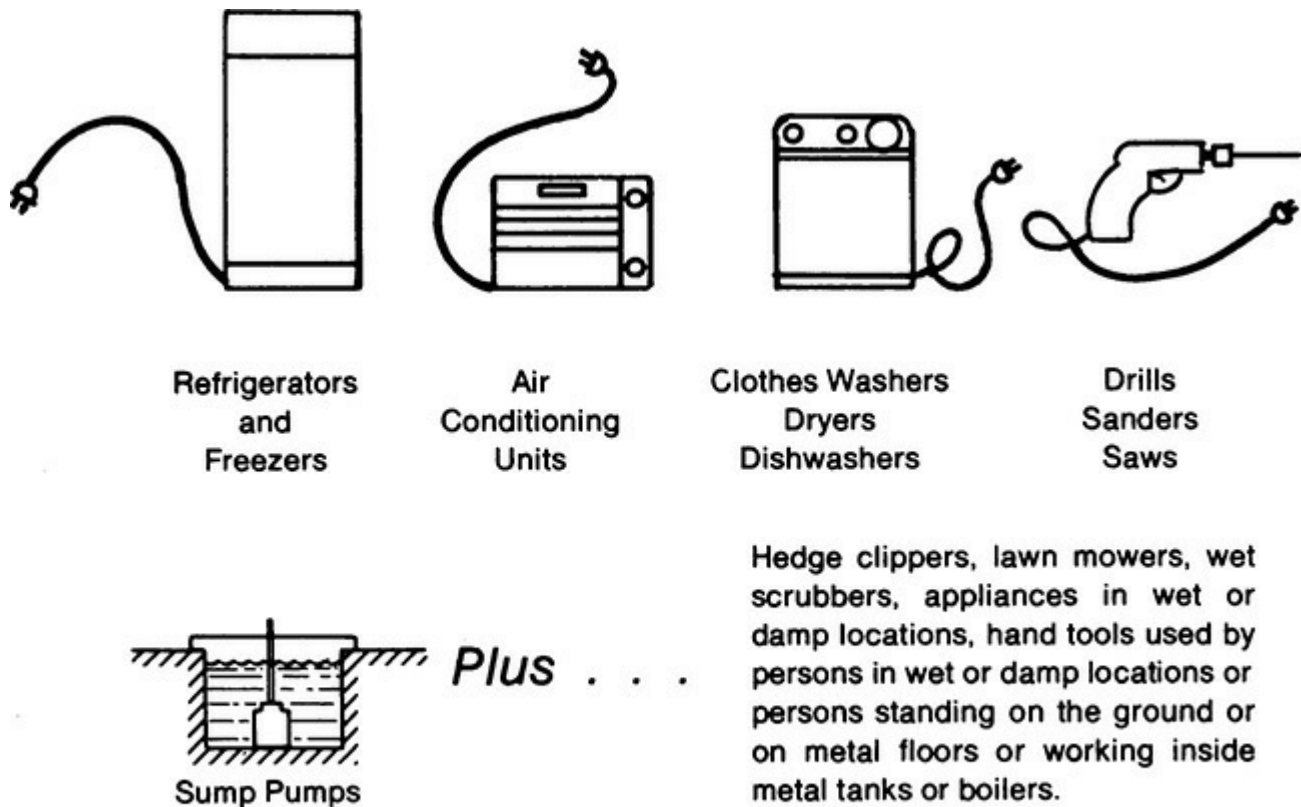 Refrigerators
and
Freezers
Air
Conditioning
Units
Clothes Washers
Dryers
Dishwashers
Drills
Sanders
Saws
Sump Pumps
Plus . . .
Hedge clippers, lawn mowers, wet
scrubbers, appliances in wet or
damp locations, hand tools used by
persons in wet or damp locations or
persons standing on the ground or
on metal floors or working inside
metal tanks or boilers.